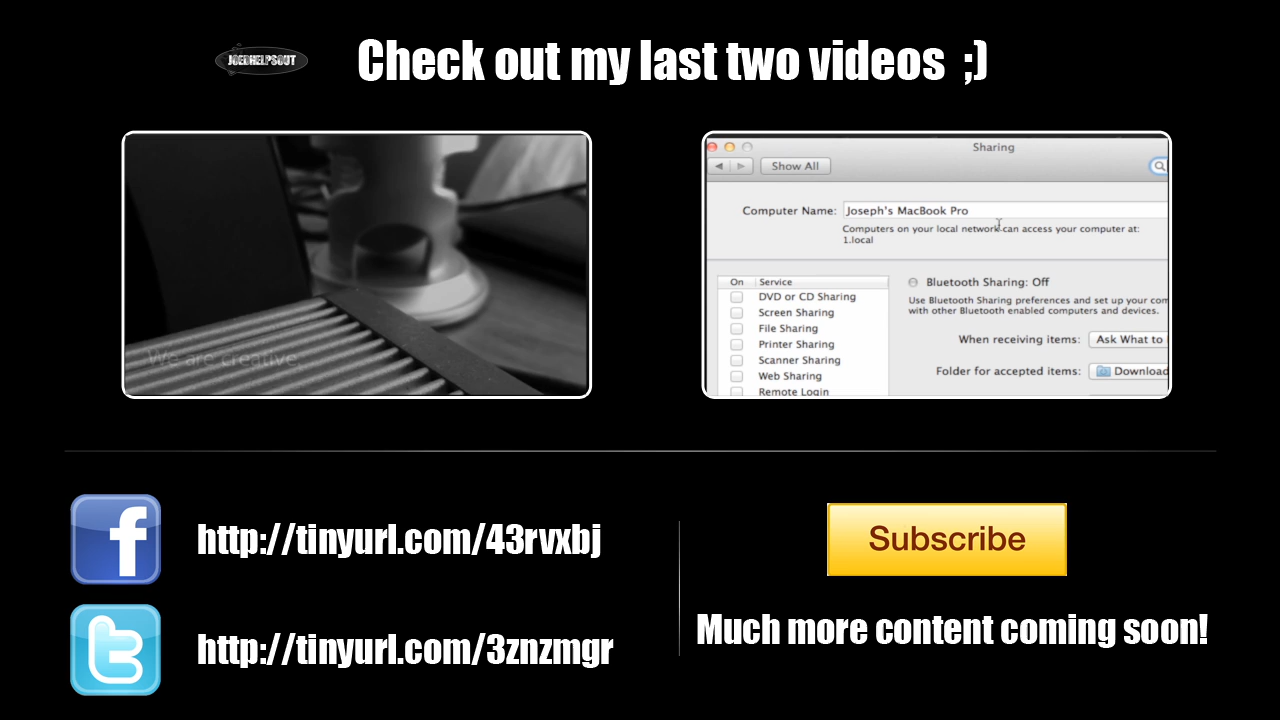 JOEDHELPSOUT
Check out my last two videos ;)
We are creative
Sharing
Show All
Computer Name: Joseph's MacBook Pro
Computers on your local network can access your computer at:
1.local
On Service
DVD or CD Sharing
Screen Sharing
File Sharing
Printer Sharing
Scanner Sharing
Web Sharing
Remote Login
Bluetooth Sharing: Off
Use Bluetooth Sharing preferences and set up your com
with other Bluetooth enabled computers and devices.
When receiving items: Ask What to
Folder for accepted items: Download
http://tinyurl.com/43rvxbj
http://tinyurl.com/3znzmgr
Subscribe
Much more content coming soon!